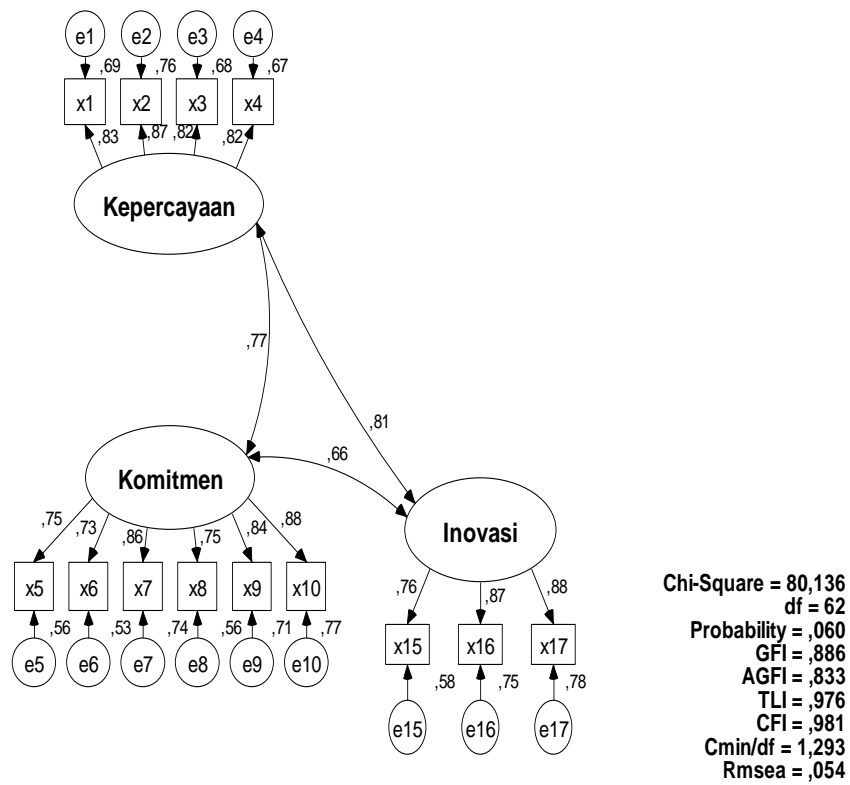 e1 e2 e3 e4
,69 ,76 ,68 ,67
x1 x2 x3 x4
,83 ,87 ,82 ,82
Kepercayaan
,77
,81
,66
Komitmen
Inovasi
,75 ,73 ,86 ,75 ,84 ,88
x5 x6 x7 x8 x9 x10
,56 ,53 ,74 ,56 ,71 ,77
e5 e6 e7 e8 e9 e10
,76 ,87 ,88
x15 x16 x17
,58 ,75 ,78
e15 e16 e17
Chi-Square = 80,136
df = 62
Probability = ,060
GFI = ,886
AGFI = ,833
TLI = ,976
CFI = ,981
Cmin/df = 1,293
Rmsea = ,054